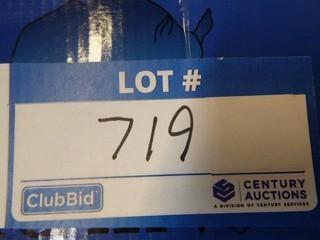 LOT #
719
ClubBid
CENTURY
AUCTIONS
A DIVISION OF CENTURY SERVICES